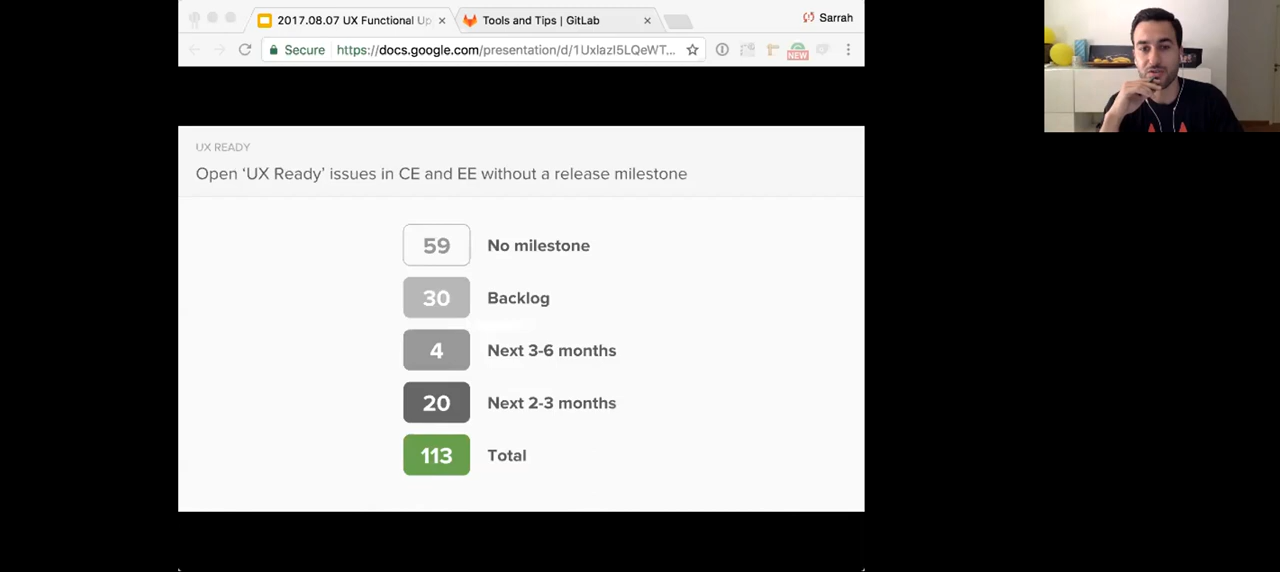 2017.08.07 UX Functional Up
Tools and Tips | GitLab
Sarrah
Secure
https://docs.google.com/presentation/d/1UxlazI5LQeWT...
NEW
UX READY
Open ‘UX Ready’ issues in CE and EE without a release milestone
59 No milestone
30 Backlog
4 Next 3-6 months
20 Next 2-3 months
113 Total